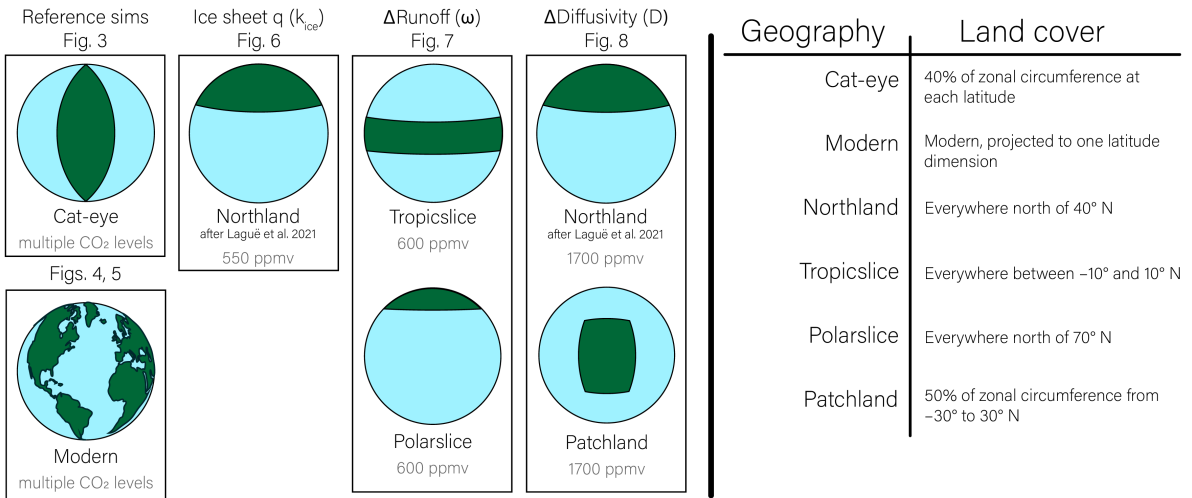 Reference sims
Fig. 3
Cat-eye
multiple CO₂ levels
Figs. 4, 5
Modern
multiple CO₂ levels
Ice sheet q (k_ice)
Fig. 6
Northland
after Laguë et al. 2021
550 ppmv
ΔRunoff (ω)
Fig. 7
Tropicslice
600 ppmv
Polarslice
600 ppmv
ΔDiffusivity (D)
Fig. 8
Northland
after Laguë et al. 2021
1700 ppmv
Patchland
1700 ppmv
Geography Land cover
Cat-eye 40% of zonal circumference at
each latitude
Modern Modern, projected to one latitude
dimension
Northland Everywhere north of 40° N
Tropicslice Everywhere between −10° and 10° N
Polarslice Everywhere north of 70° N
Patchland 50% of zonal circumference from
−30° to 30° N